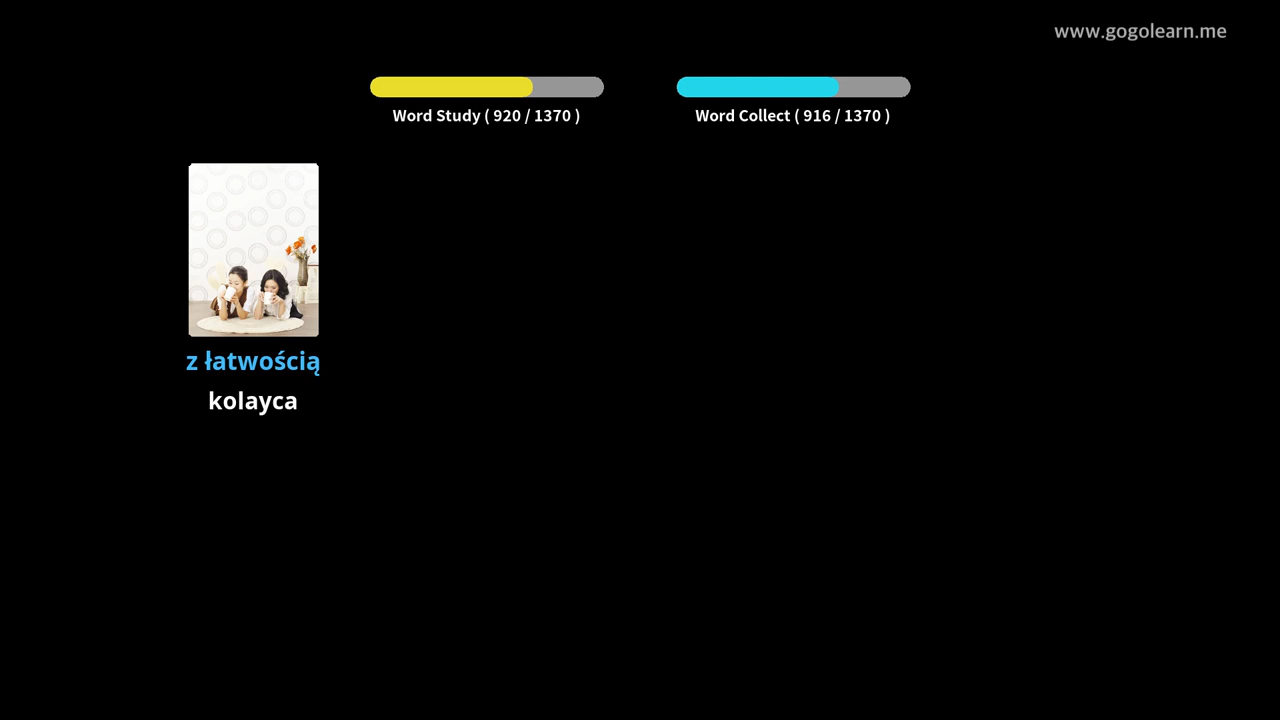 www.gogolearn.me
Word Study ( 920 / 1370 )
Word Collect ( 916 / 1370 )
z łatwością
kolayca